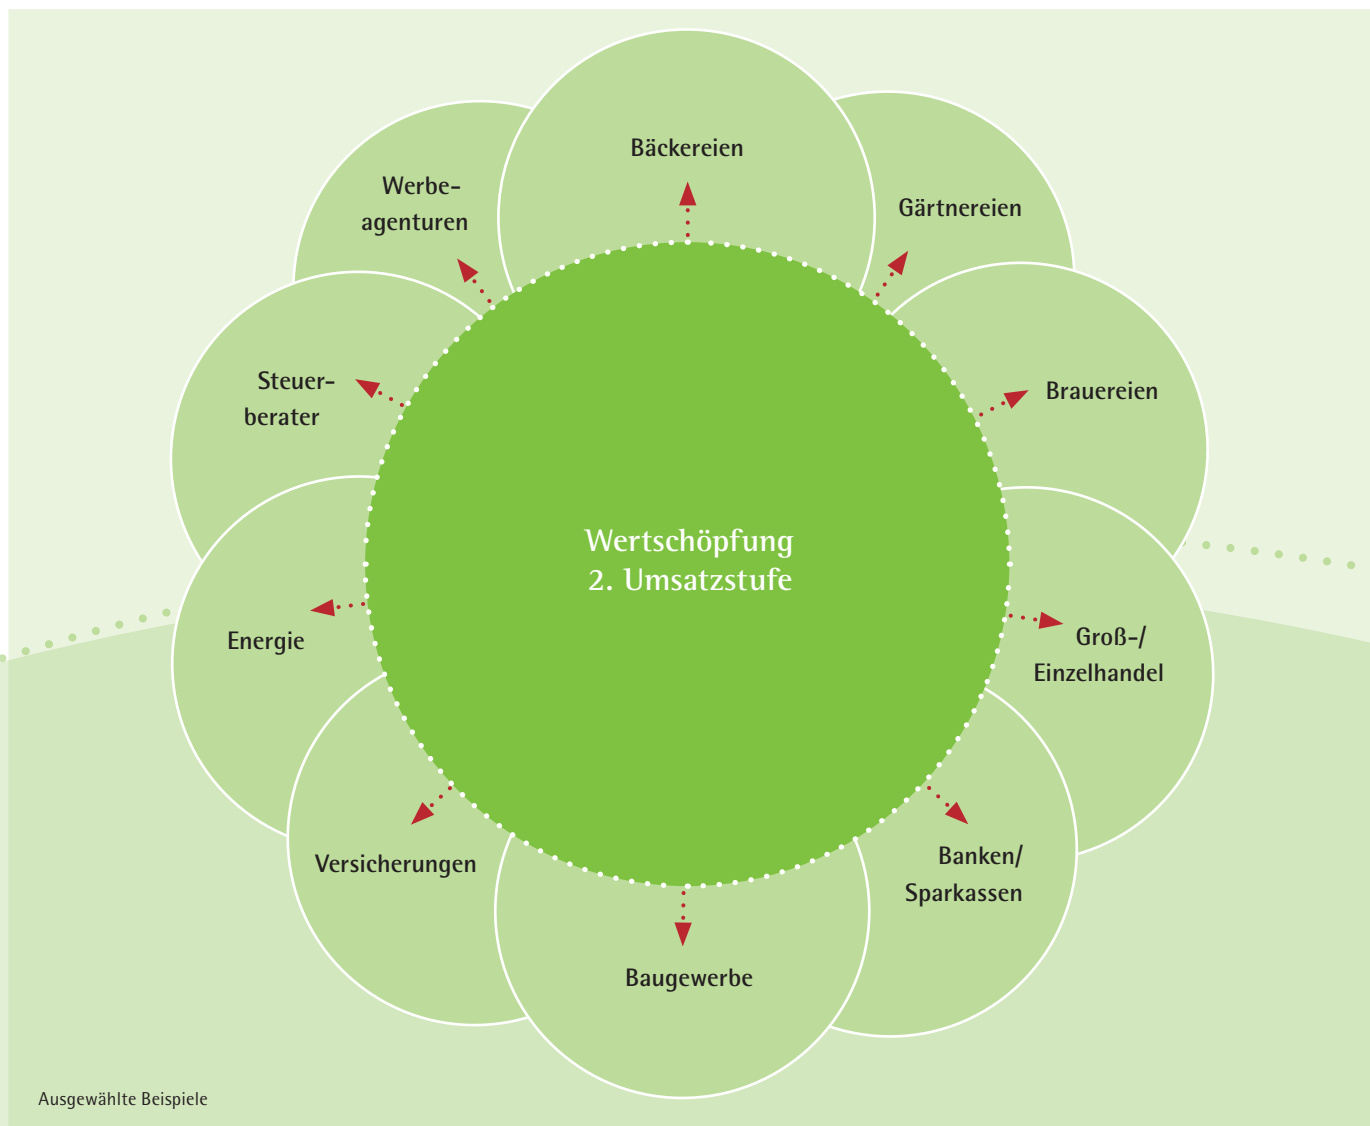 Bäckereien
Werbe-
agenturen
Gärtnereien
Steuer-
berater
Brauereien
Wertschöpfung
2. Umsatzstufe
Energie
Groß-/
Einzelhandel
Versicherungen
Banken/
Sparkassen
Baugewerbe
Ausgewählte Beispiele